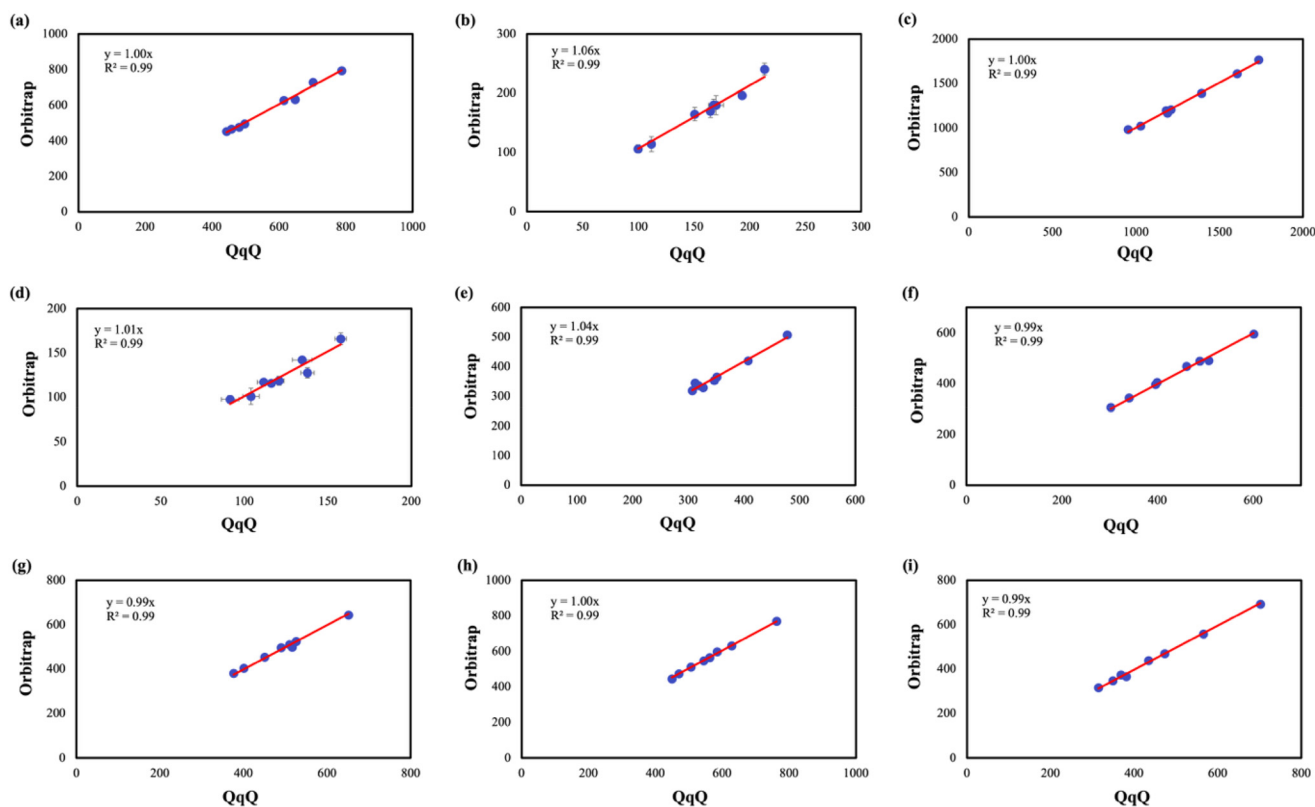 (a)
y = 1.00x
R² = 0.99
1000
800
600
400
200
0
Orbitrap
0 200 400 600 800 1000
QqQ
(b)
y = 1.06x
R² = 0.99
300
200
100
0
Orbitrap
0 50 100 150 200 250 300
QqQ
(c)
y = 1.00x
R² = 0.99
2000
1500
1000
500
0
Orbitrap
0 500 1000 1500 2000
QqQ
(d)
y = 1.01x
R² = 0.99
200
150
100
50
0
Orbitrap
0 50 100 150 200
QqQ
(e)
y = 1.04x
R² = 0.99
600
500
400
300
200
100
0
Orbitrap
0 100 200 300 400 500 600
QqQ
(f)
y = 0.99x
R² = 0.99
600
400
200
0
Orbitrap
0 200 400 600
QqQ
(g)
y = 0.99x
R² = 0.99
800
600
400
200
0
Orbitrap
0 200 400 600 800
QqQ
(h)
y = 1.00x
R² = 0.99
1000
800
600
400
200
0
Orbitrap
0 200 400 600 800 1000
QqQ
(i)
y = 0.99x
R² = 0.99
800
600
400
200
0
Orbitrap
0 200 400 600 800
QqQ